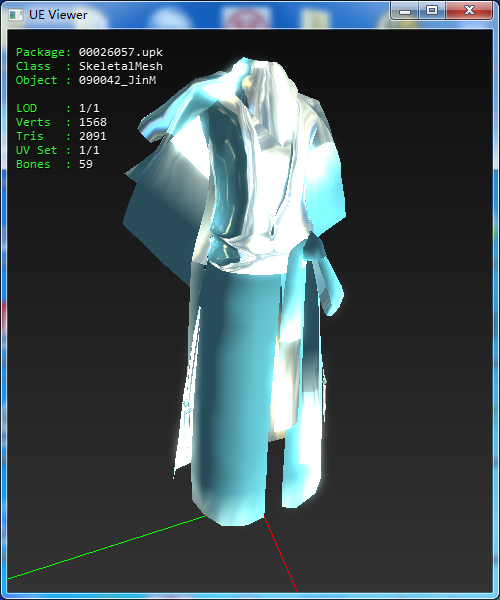 UE Viewer
Package: 00026057.upk
Class : SkeletalMesh
Object : 090042_JinM
LOD : 1/1
Verts : 1568
Tris : 2091
UV Set : 1/1
Bones : 59